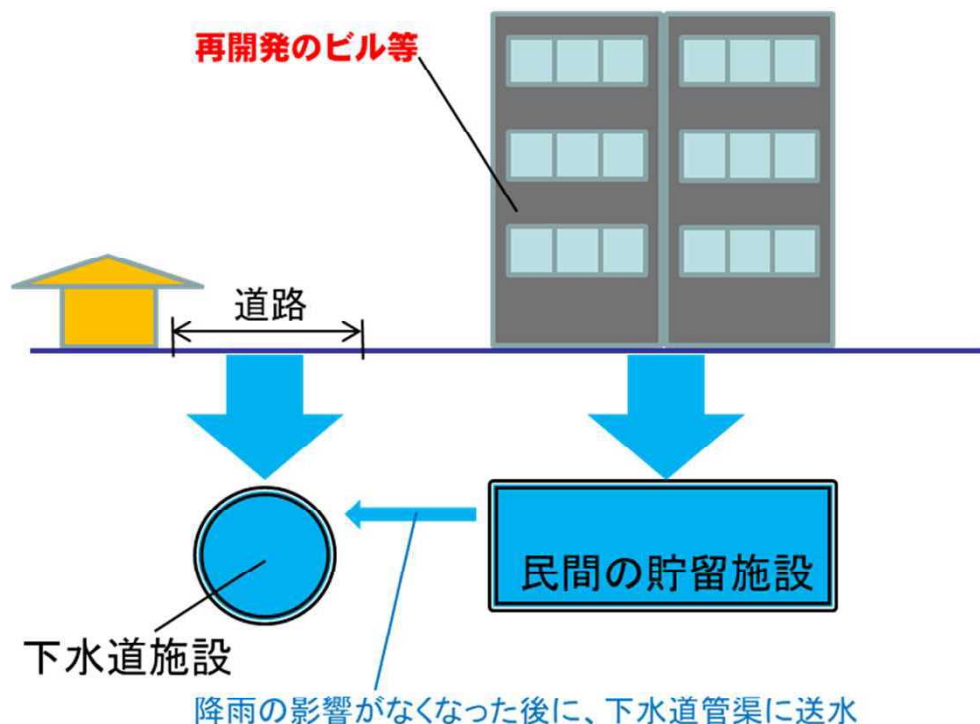 再開発のビル等
道路
民間の貯留施設
下水道施設
降雨の影響がなくなった後に、下水道管渠に送水